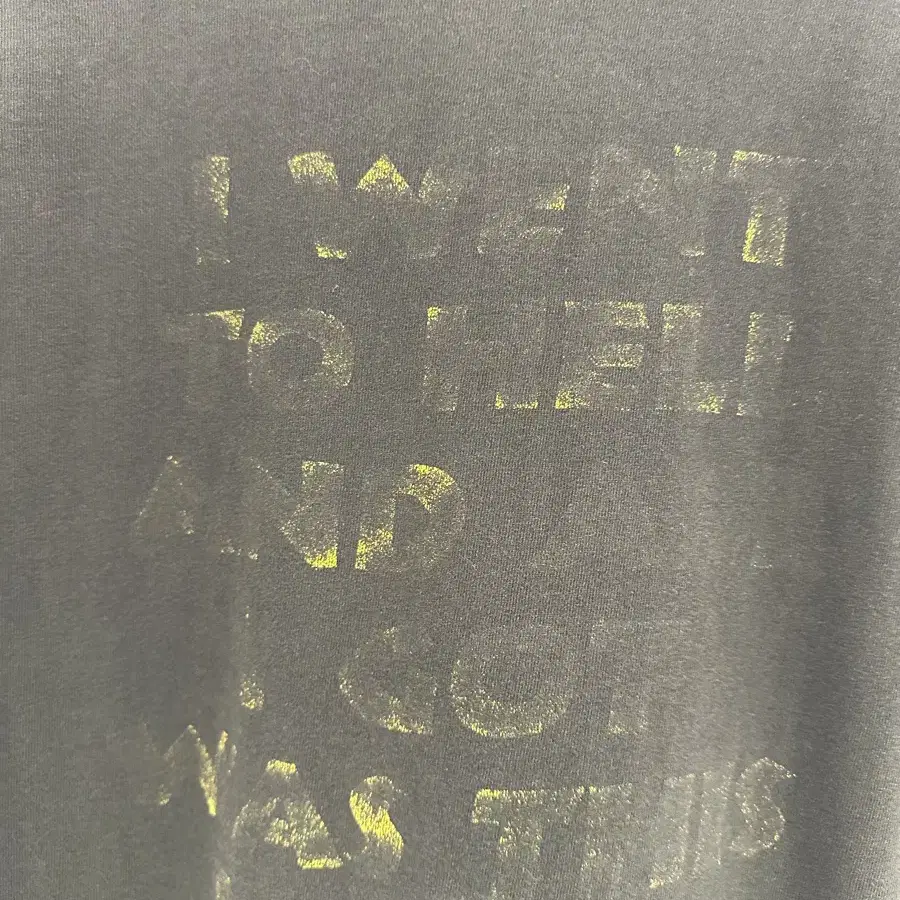 I WENT
TO HELL
AND
I GOT
WAS THIS